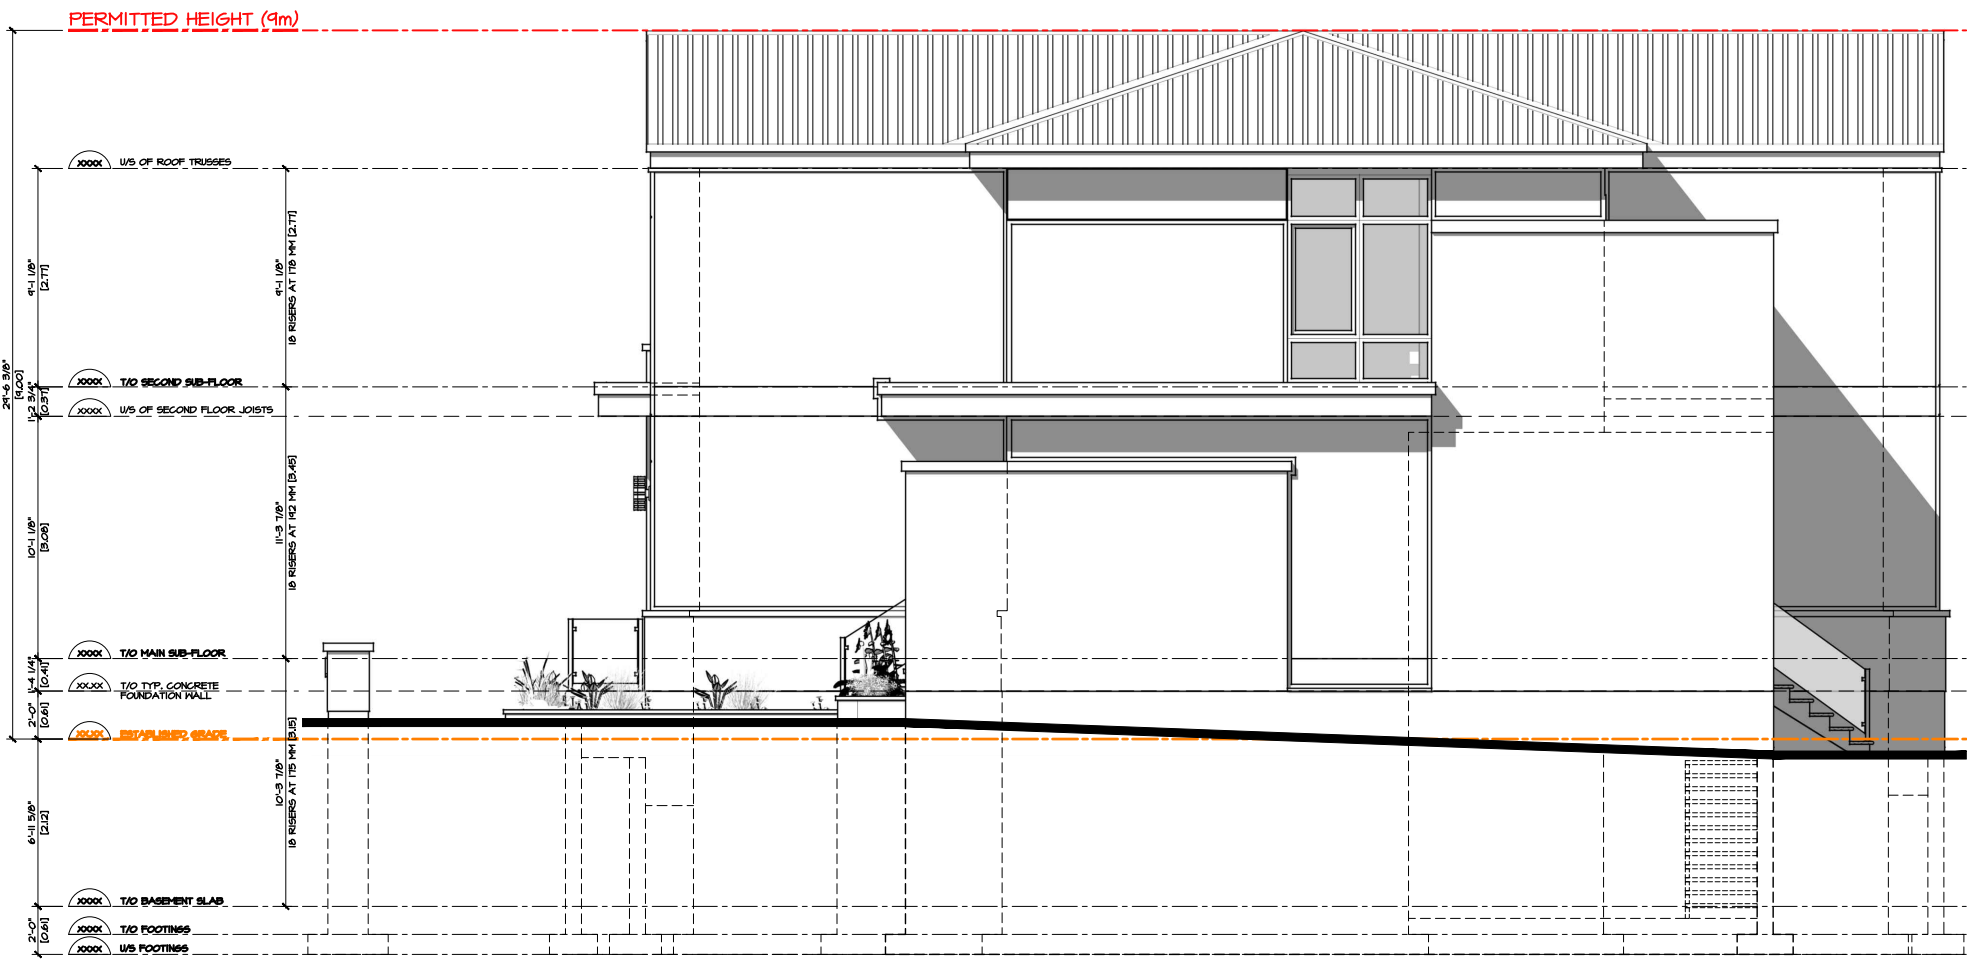 PERMITTED HEIGHT (9m)
XXXX U/S OF ROOF TRUSSES
9'-1 1/8"
[2.77]
9'-1 1/8"
18 RISERS AT 178 MM [2.77]
29'-6 3/8"
[9.00]
XXXX T/O SECOND SUB-FLOOR
1'-2 3/4"
[0.37]
XXXX U/S OF SECOND FLOOR JOISTS
10'-1 1/8"
[3.08]
11'-3 7/8"
18 RISERS AT 192 MM [3.45]
XXXX T/O MAIN SUB-FLOOR
1'-4 1/4"
[0.41]
XX.XX T/O TYP. CONCRETE
FOUNDATION WALL
2'-0"
[0.61]
XX.XX ESTABLISHED GRADE
10'-3 7/8"
18 RISERS AT 175 MM [3.15]
6'-11 5/8"
[2.12]
XXXX T/O BASEMENT SLAB
2'-0"
[0.61]
XXXX T/O FOOTINGS
XXXX U/S FOOTINGS